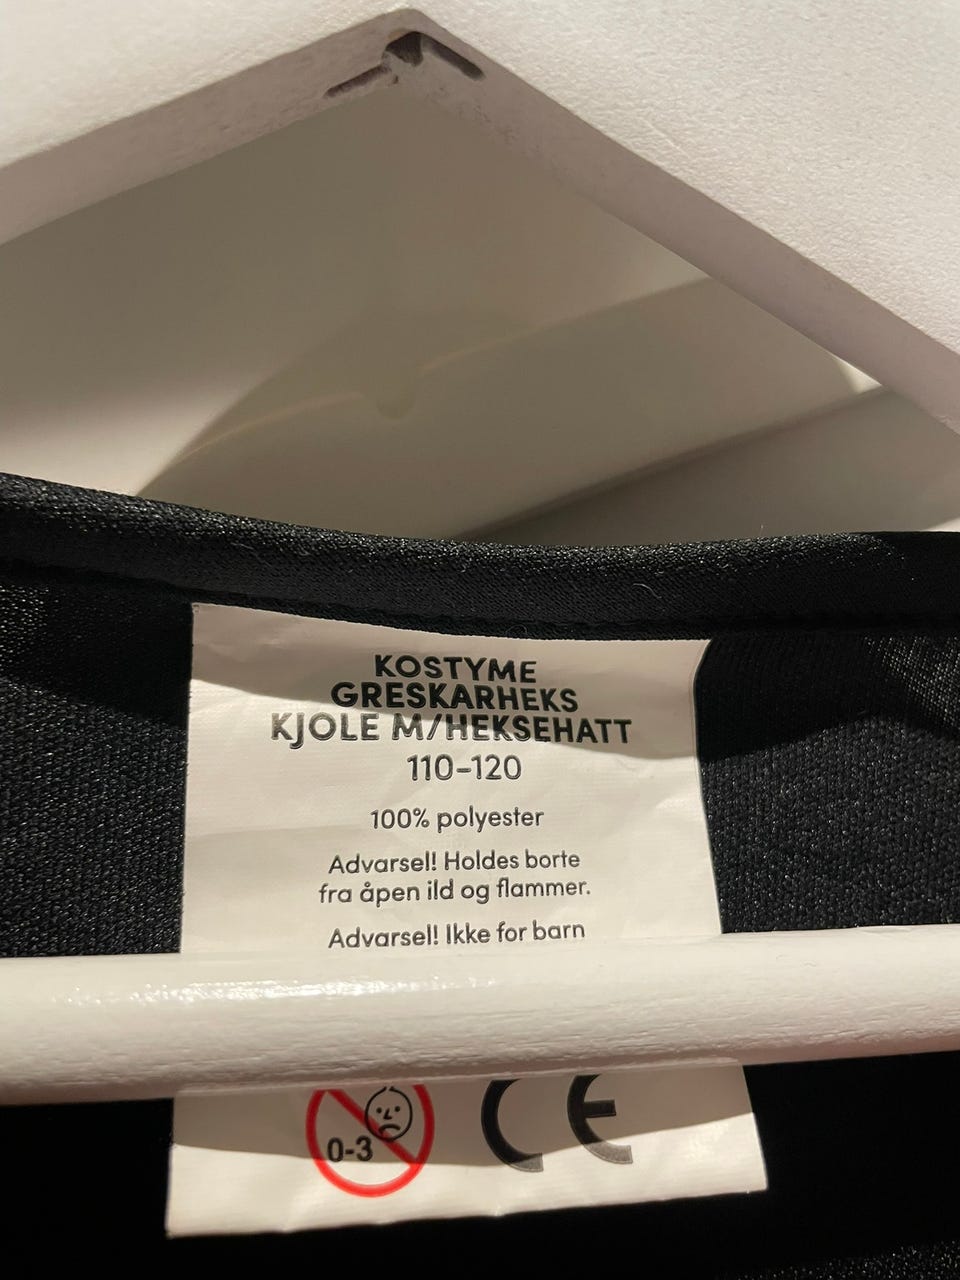 KOSTYME
GRESKARHEKS
KJOLE M/HEKSEHATT
110-120
100% polyester
Advarsel! Holdes borte
fra åpen ild og flammer.
Advarsel! Ikke for barn
0-3
CE